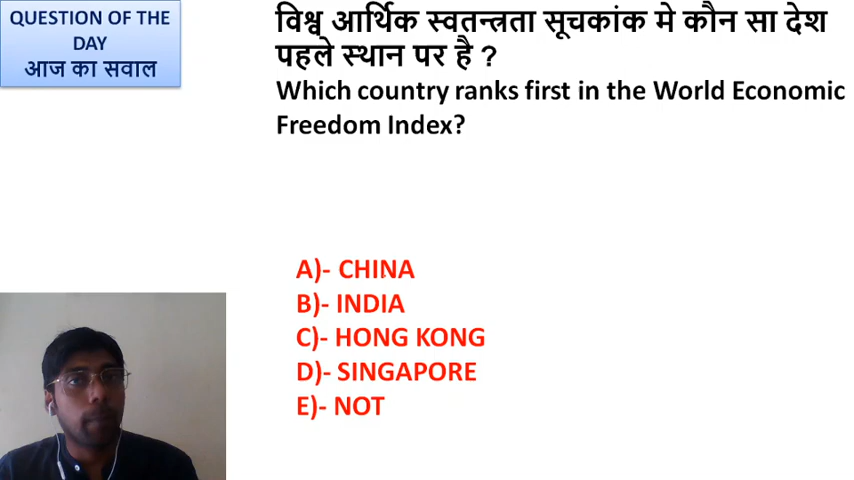 QUESTION OF THE
DAY
आज का सवाल
विश्व आर्थिक स्वतन्त्रता सूचकांक मे कौन सा देश
पहले स्थान पर है ?
Which country ranks first in the World Economic
Freedom Index?
A)- CHINA
B)- INDIA
C)- HONG KONG
D)- SINGAPORE
E)- NOT